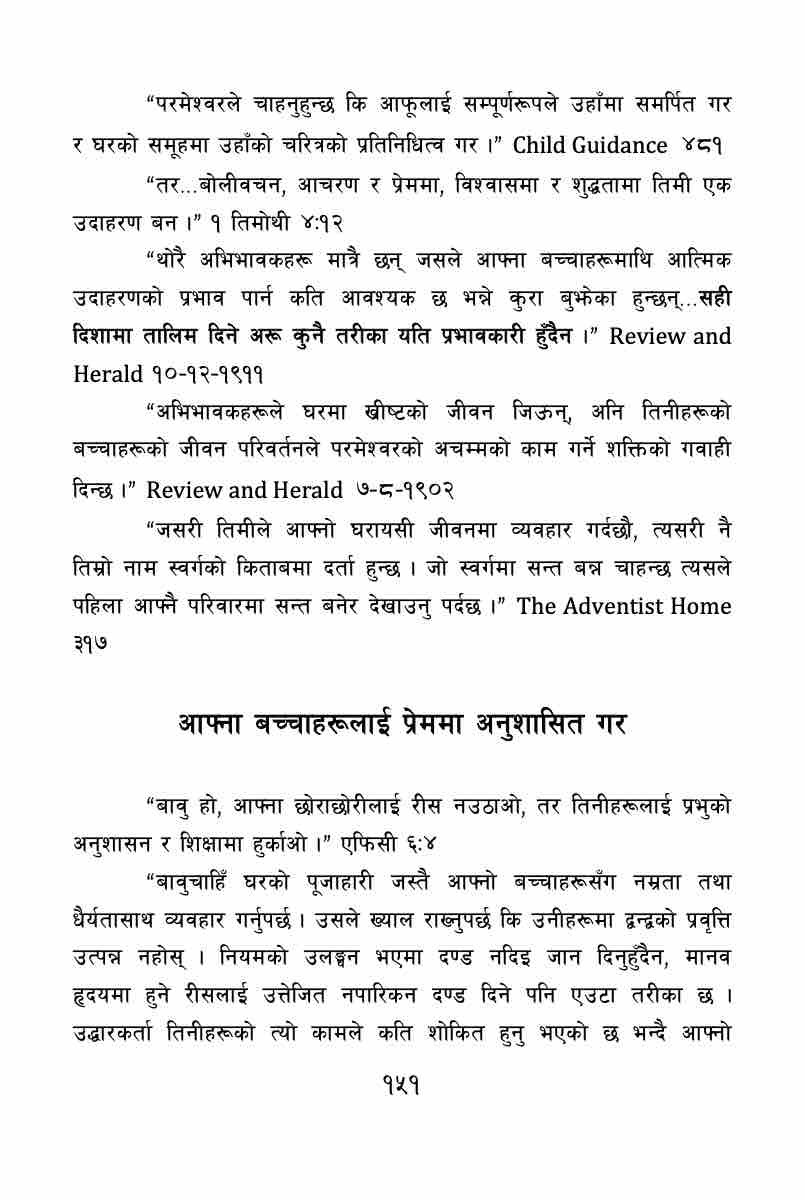 “परमेश्वरले चाहनुहुन्छ कि आफूलाई सम्पूर्णरूपले उहाँमा समर्पित गर
र घरको समूहमा उहाँको चरित्रको प्रतिनिधित्व गर ।” Child Guidance ४८१
“तर...बोलीवचन, आचरण र प्रेममा, विश्वासमा र शुद्धतामा तिमी एक
उदाहरण बन ।” १ तिमोथी ४:१२
“थोरै अभिभावकहरू मात्रै छन् जसले आफ्ना बच्चाहरूमाथि आत्मिक
उदाहरणको प्रभाव पार्न कति आवश्यक छ भन्ने कुरा बुझेका हुन्छन्...सही
दिशामा तालिम दिने अरू कुनै तरीका यति प्रभावकारी हुँदैन ।” Review and
Herald १०-१२-१९११
“अभिभावकहरूले घरमा ख्रीष्टको जीवन जिऊन्, अनि तिनीहरूको
बच्चाहरूको जीवन परिवर्तनले परमेश्वरको अचम्मको काम गर्ने शक्तिको गवाही
दिन्छ ।” Review and Herald ७-८-१९०२
“जसरी तिमीले आफ्नो घरायसी जीवनमा व्यवहार गर्दछौ, त्यसरी नै
तिम्रो नाम स्वर्गको किताबमा दर्ता हुन्छ । जो स्वर्गमा सन्त बन्न चाहन्छ त्यसले
पहिला आफ्नै परिवारमा सन्त बनेर देखाउनु पर्दछ ।” The Adventist Home
३१७
आफ्ना बच्चाहरूलाई प्रेममा अनुशासित गर
“बावु हो, आफ्ना छोराछोरीलाई रीस नउठाओ, तर तिनीहरूलाई प्रभुको
अनुशासन र शिक्षामा हुर्काओ ।” एफिसी ६:४
“बावुचाहिँ घरको पूजाहारी जस्तै आफ्नो बच्चाहरूसँग नम्रता तथा
धैर्यतासाथ व्यवहार गर्नुपर्छ । उसले ख्याल राख्नुपर्छ कि उनीहरूमा द्वन्द्वको प्रवृत्ति
उत्पन्न नहोस् । नियमको उलङ्घन भएमा दण्ड नदिइ जान दिनुहुँदैन, मानव
हृदयमा हुने रीसलाई उत्तेजित नपारिकन दण्ड दिने पनि एउटा तरीका छ ।
उद्धारकर्ता तिनीहरूको त्यो कामले कति शोकित हुनु भएको छ भन्दै आफ्नो
१५१